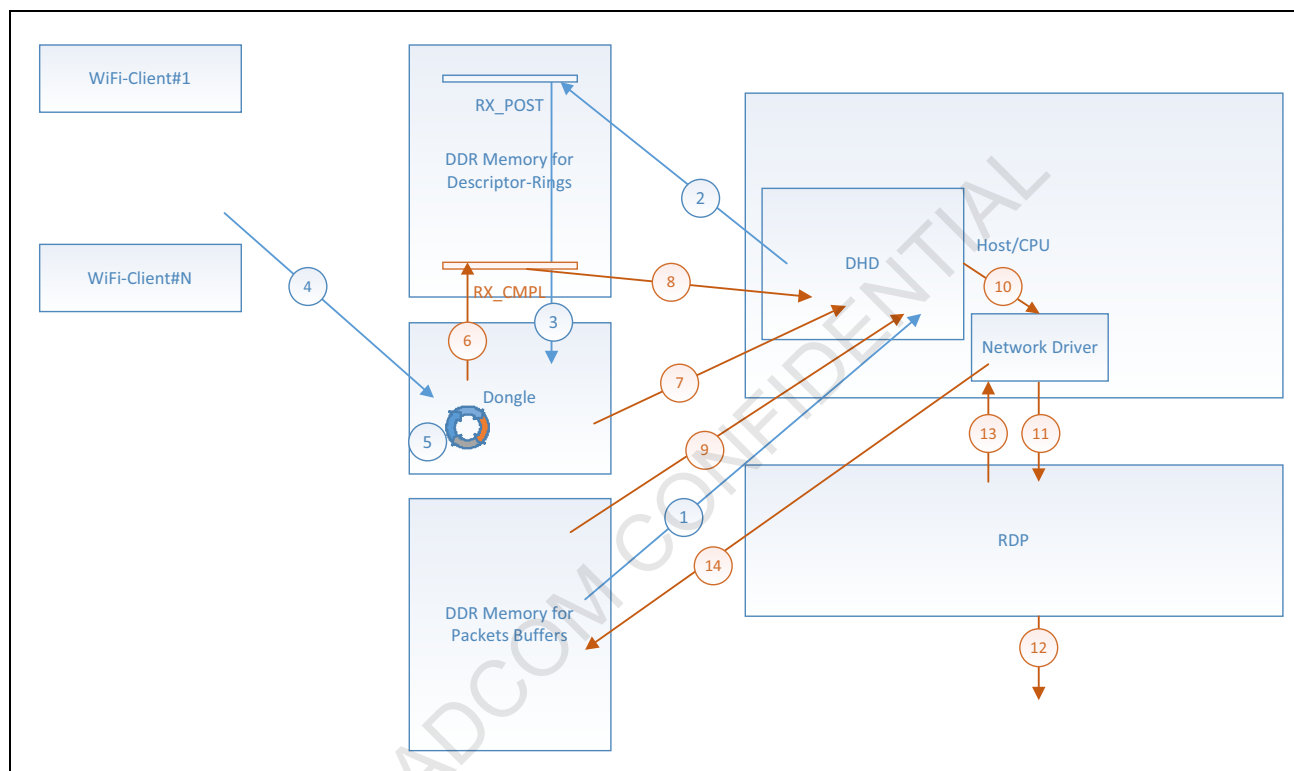 WiFi-Client#1
WiFi-Client#N
4
RX_POST
DDR Memory for
Descriptor-Rings
RX_CMPL
6
3
Dongle
5
DDR Memory for
Packets Buffers
2
8
7
9
1
14
DHD
Host/CPU
10
Network Driver
13
11
RDP
12
ADCOM CONFIDENTIAL